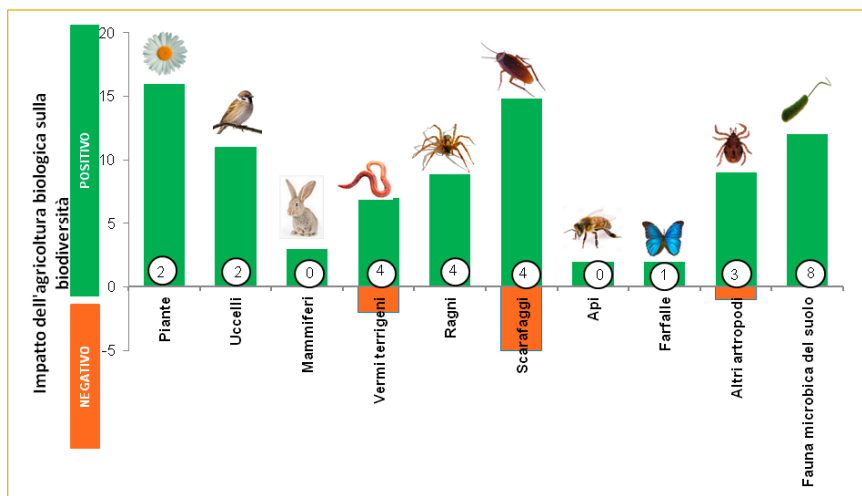 Impatto dell'agricoltura biologica sulla
biodiversità
POSITIVO
NEGATIVO
20
15
10
5
0
-5
2
2
0
4
4
4
0
1
3
8
Piante
Uccelli
Mammiferi
Vermi terrigeni
Ragni
Scarafaggi
Api
Farfalle
Altri artropodi
Fauna microbica del suolo